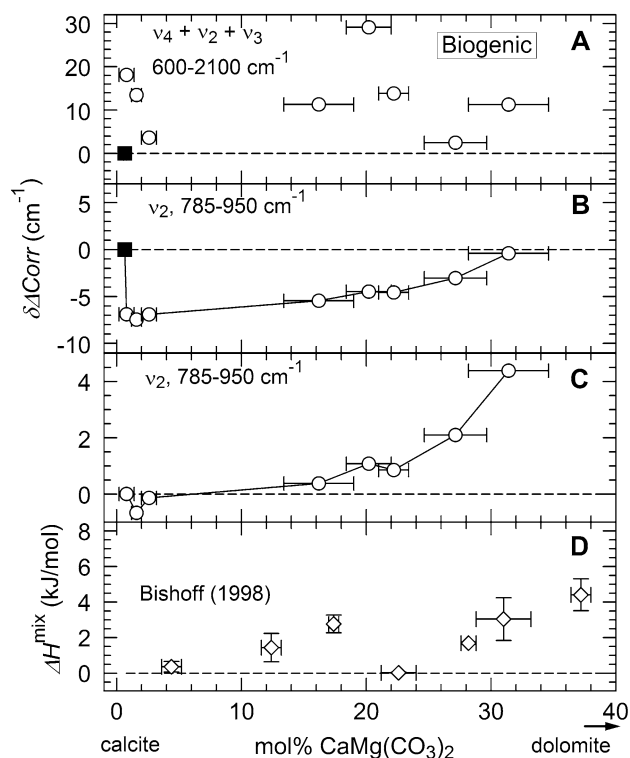 ν4 + ν2 + ν3
Biogenic
A
600-2100 cm⁻¹
30
20
10
0
ν2, 785-950 cm⁻¹
B
5
0
-5
-10
δΔCorr (cm⁻¹)
ν2, 785-950 cm⁻¹
C
4
2
0
D
Bishoff (1998)
8
6
4
2
0
ΔHᵐⁱˣ (kJ/mol)
0 10 20 30 40
calcite mol% CaMg(CO₃)₂ dolomite